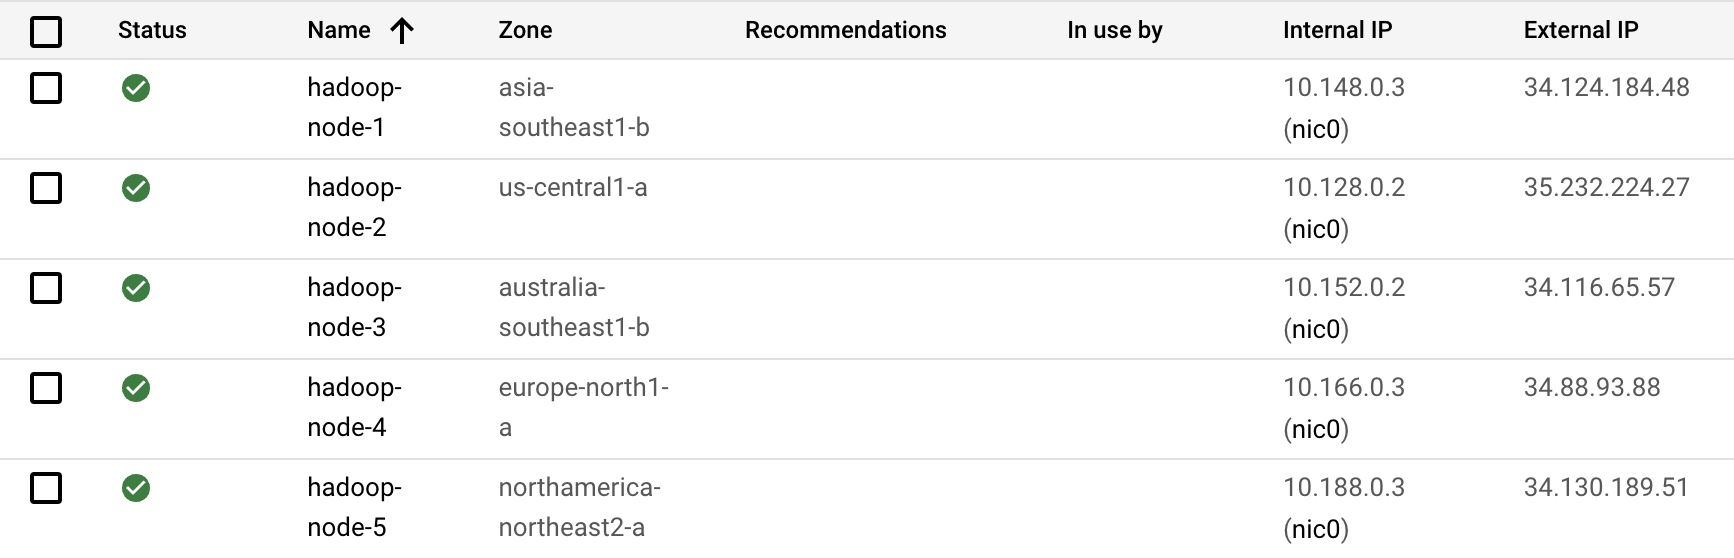 Status Name Zone Recommendations In use by Internal IP External IP
hadoop- asia- 10.148.0.3 34.124.184.48
node-1 southeast1-b (nic0)
hadoop- us-central1-a 10.128.0.2 35.232.224.27
node-2 (nic0)
hadoop- australia- 10.152.0.2 34.116.65.57
node-3 southeast1-b (nic0)
hadoop- europe-north1- 10.166.0.3 34.88.93.88
node-4 a (nic0)
hadoop- northamerica- 10.188.0.3 34.130.189.51
node-5 northeast2-a (nic0)